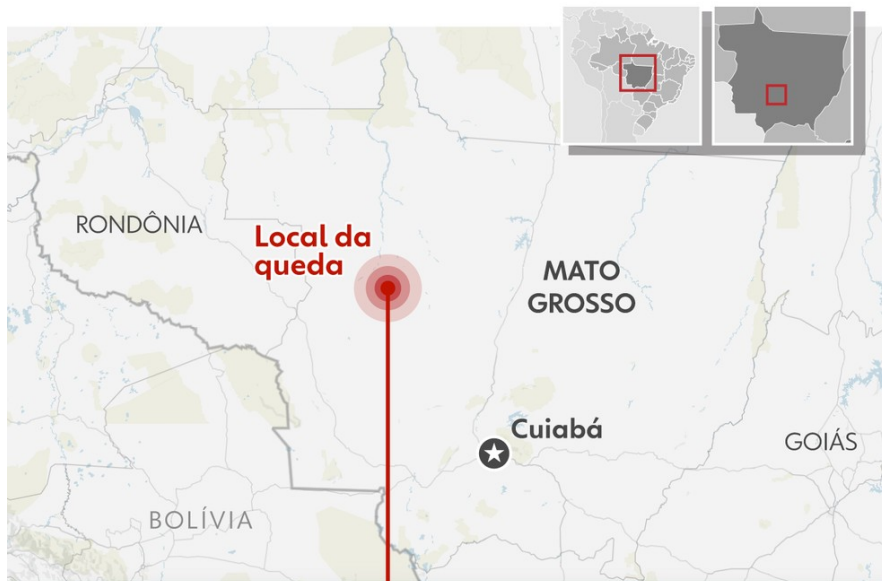 RONDÔNIA
Local da
queda
MATO
GROSSO
Cuiabá
GOIÁS
BOLÍVIA